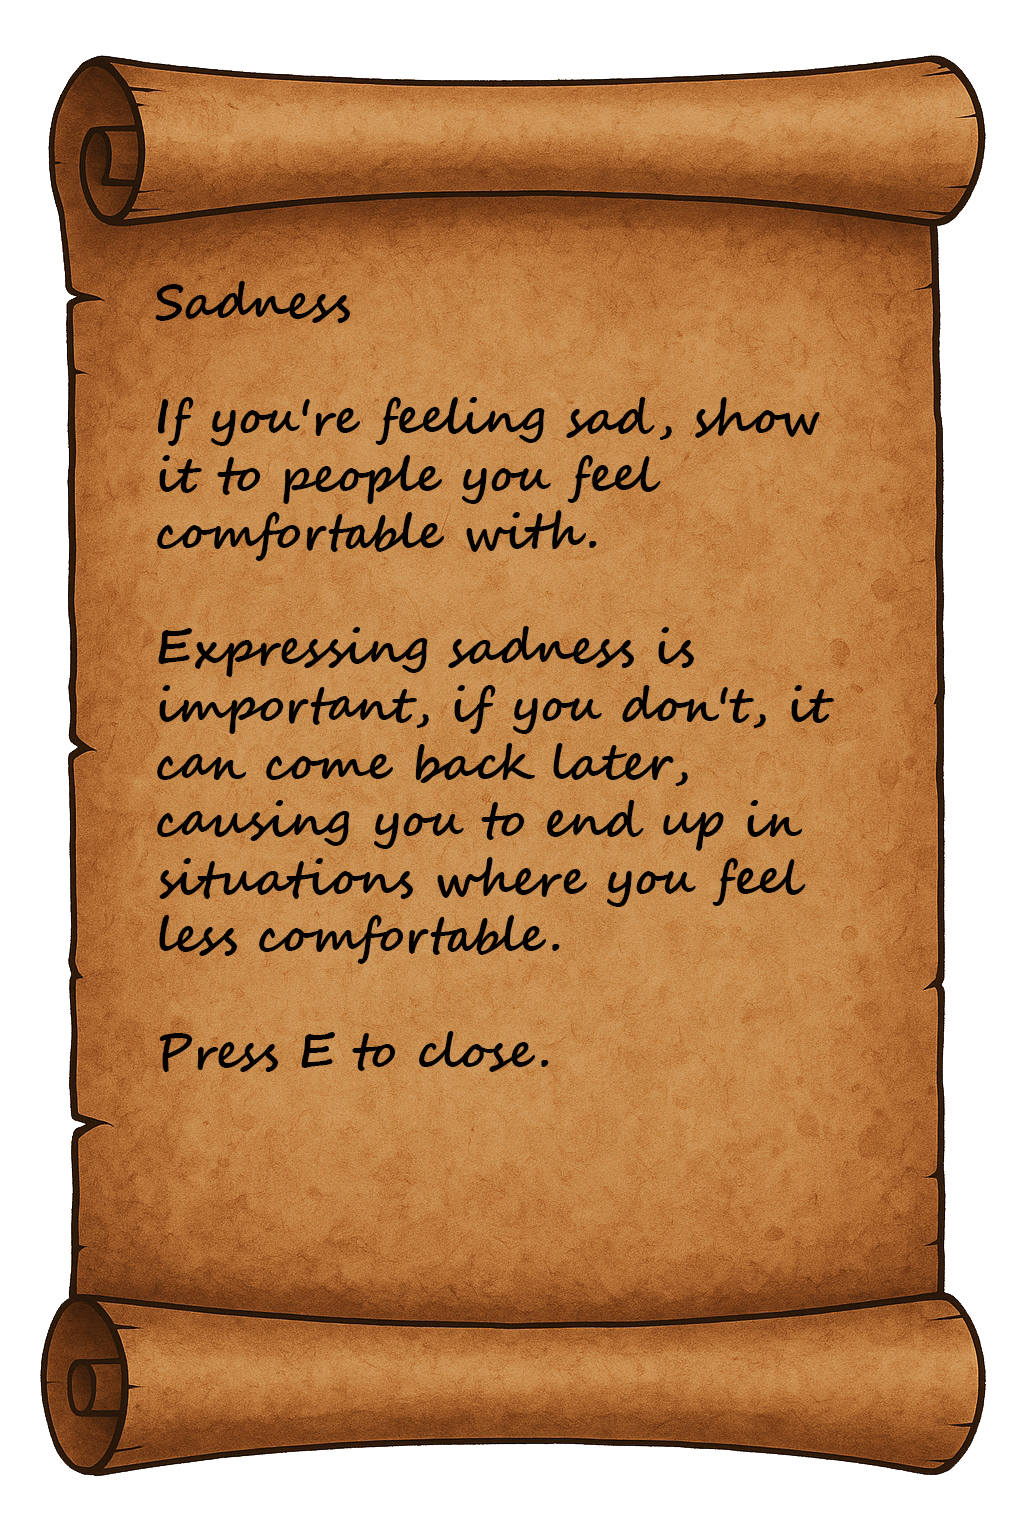 Sadness
If you're feeling sad, show
it to people you feel
comfortable with.
Expressing sadness is
important, if you don't, it
can come back later,
causing you to end up in
situations where you feel
less comfortable.
Press E to close.